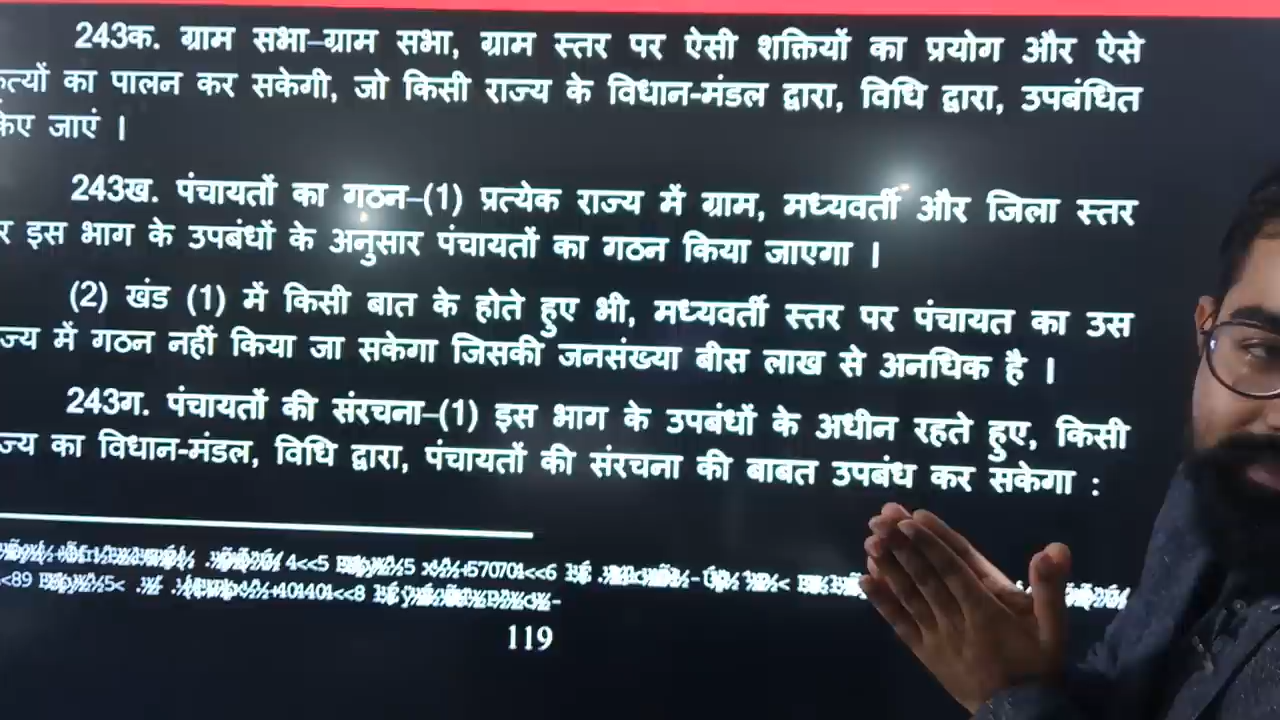 243क. ग्राम सभा–ग्राम सभा, ग्राम स्तर पर ऐसी शक्तियों का प्रयोग और ऐसे
कृत्यों का पालन कर सकेगी, जो किसी राज्य के विधान-मंडल द्वारा, विधि द्वारा, उपबंधित
किए जाएं ।
243ख. पंचायतों का गठन–(1) प्रत्येक राज्य में ग्राम, मध्यवर्ती और जिला स्तर
पर इस भाग के उपबंधों के अनुसार पंचायतों का गठन किया जाएगा ।
(2) खंड (1) में किसी बात के होते हुए भी, मध्यवर्ती स्तर पर पंचायत का उस
राज्य में गठन नहीं किया जा सकेगा जिसकी जनसंख्या बीस लाख से अनधिक है ।
243ग. पंचायतों की संरचना–(1) इस भाग के उपबंधों के अधीन रहते हुए, किसी
राज्य का विधान-मंडल, विधि द्वारा, पंचायतों की संरचना की बाबत उपबंध कर सकेगा :
119